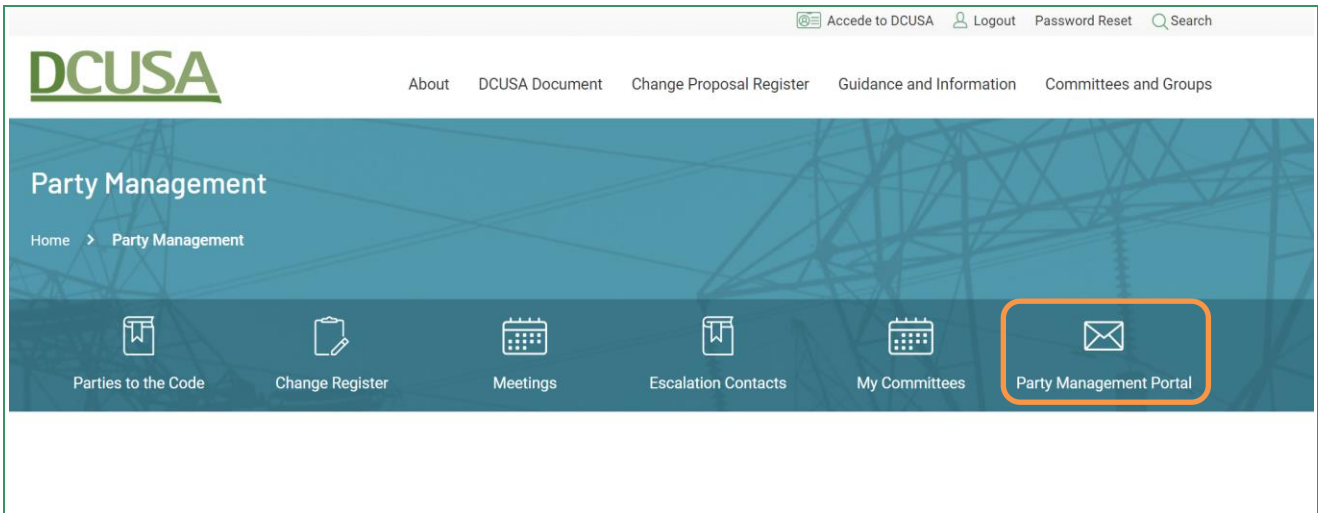 Accede to DCUSA Logout Password Reset Search
DCUSA
About DCUSA Document Change Proposal Register Guidance and Information Committees and Groups
Party Management
Home > Party Management
Parties to the Code Change Register Meetings Escalation Contacts My Committees Party Management Portal